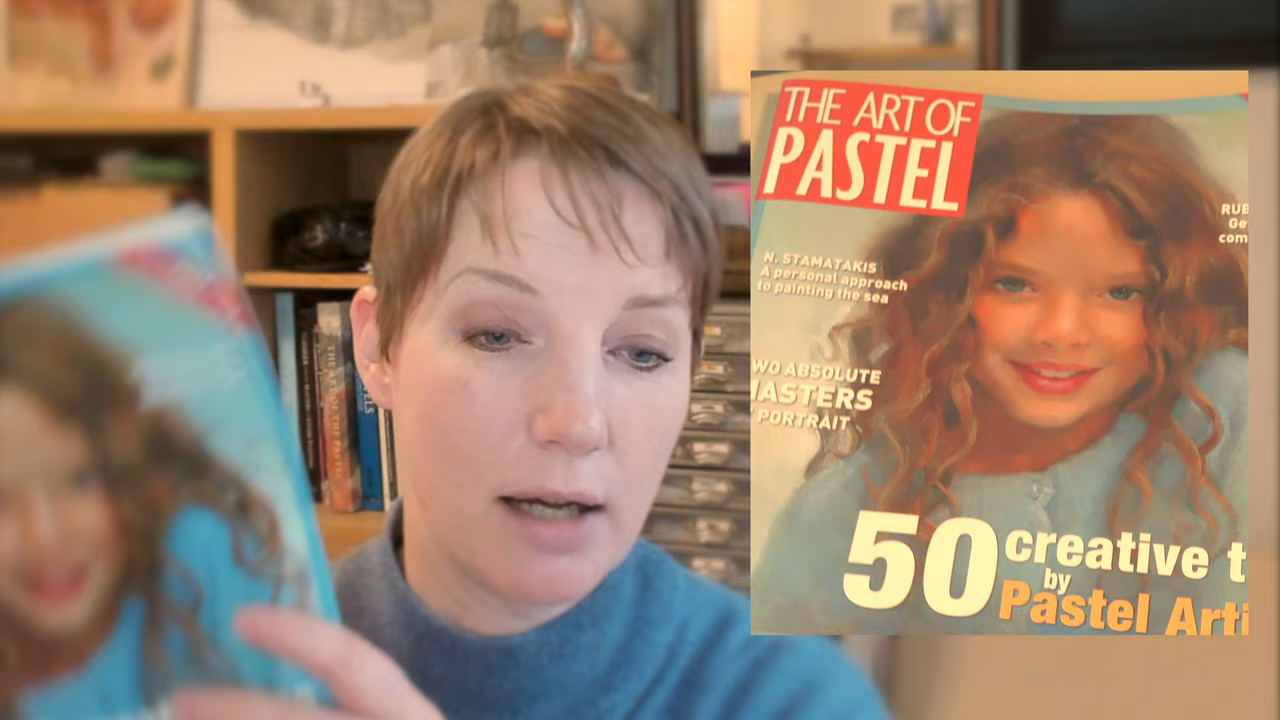 THE ART OF
PASTEL
RUB
Ge
com
N. STAMATAKIS
A personal approach
to painting the sea
WO ABSOLUTE
MASTERS
PORTRAIT
50 creative t
by
Pastel Arti